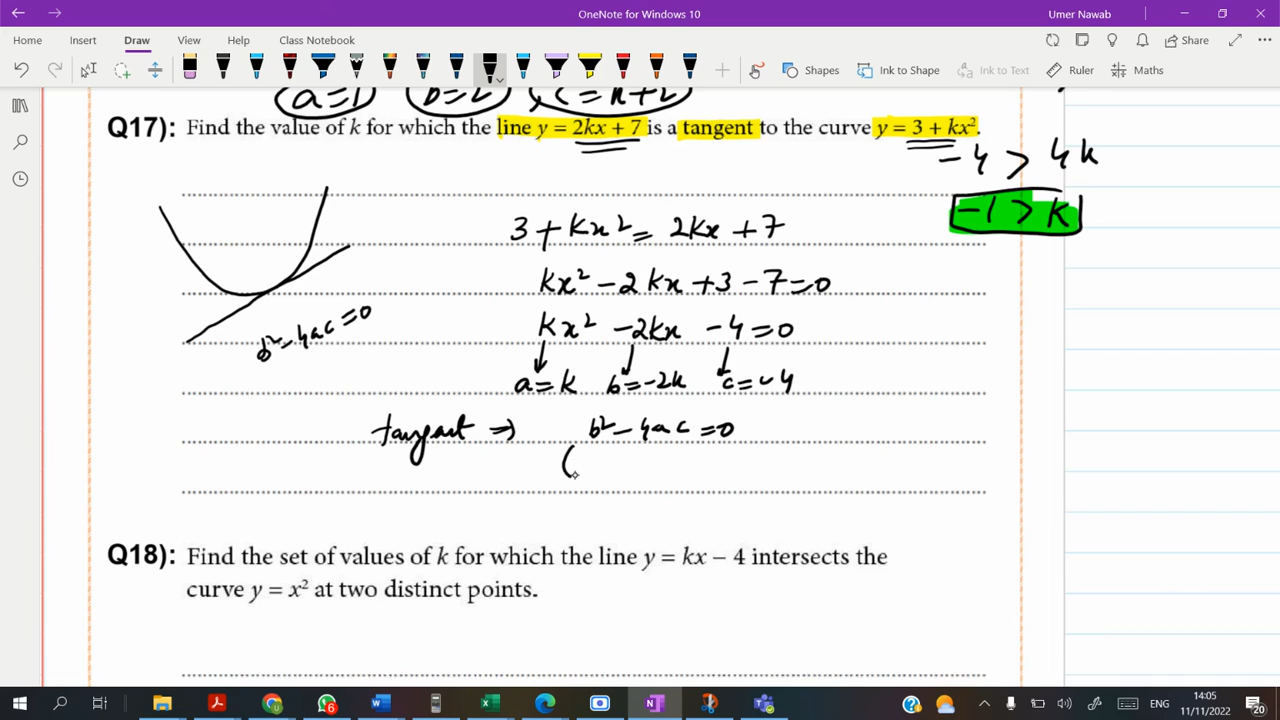 OneNote for Windows 10
Umer Nawab
Home Insert Draw View Help Class Notebook
Share
Shapes Ink to Shape Ink to Text Ruler Maths
a=1 b=2, c=k+2
Q17): Find the value of k for which the line y = 2kx + 7 is a tangent to the curve y = 3 + kx².
-4 > 4k
-1 > k
3 + kx² = 2kx + 7
kx² - 2kx + 3 - 7 = 0
b² - 4ac = 0
kx² - 2kx - 4 = 0
a = k b = -2k c = -4
tangent ⇒ b² - 4ac = 0
(
Q18): Find the set of values of k for which the line y = kx − 4 intersects the
curve y = x² at two distinct points.
6
ENG
14:05
11/11/2022
20